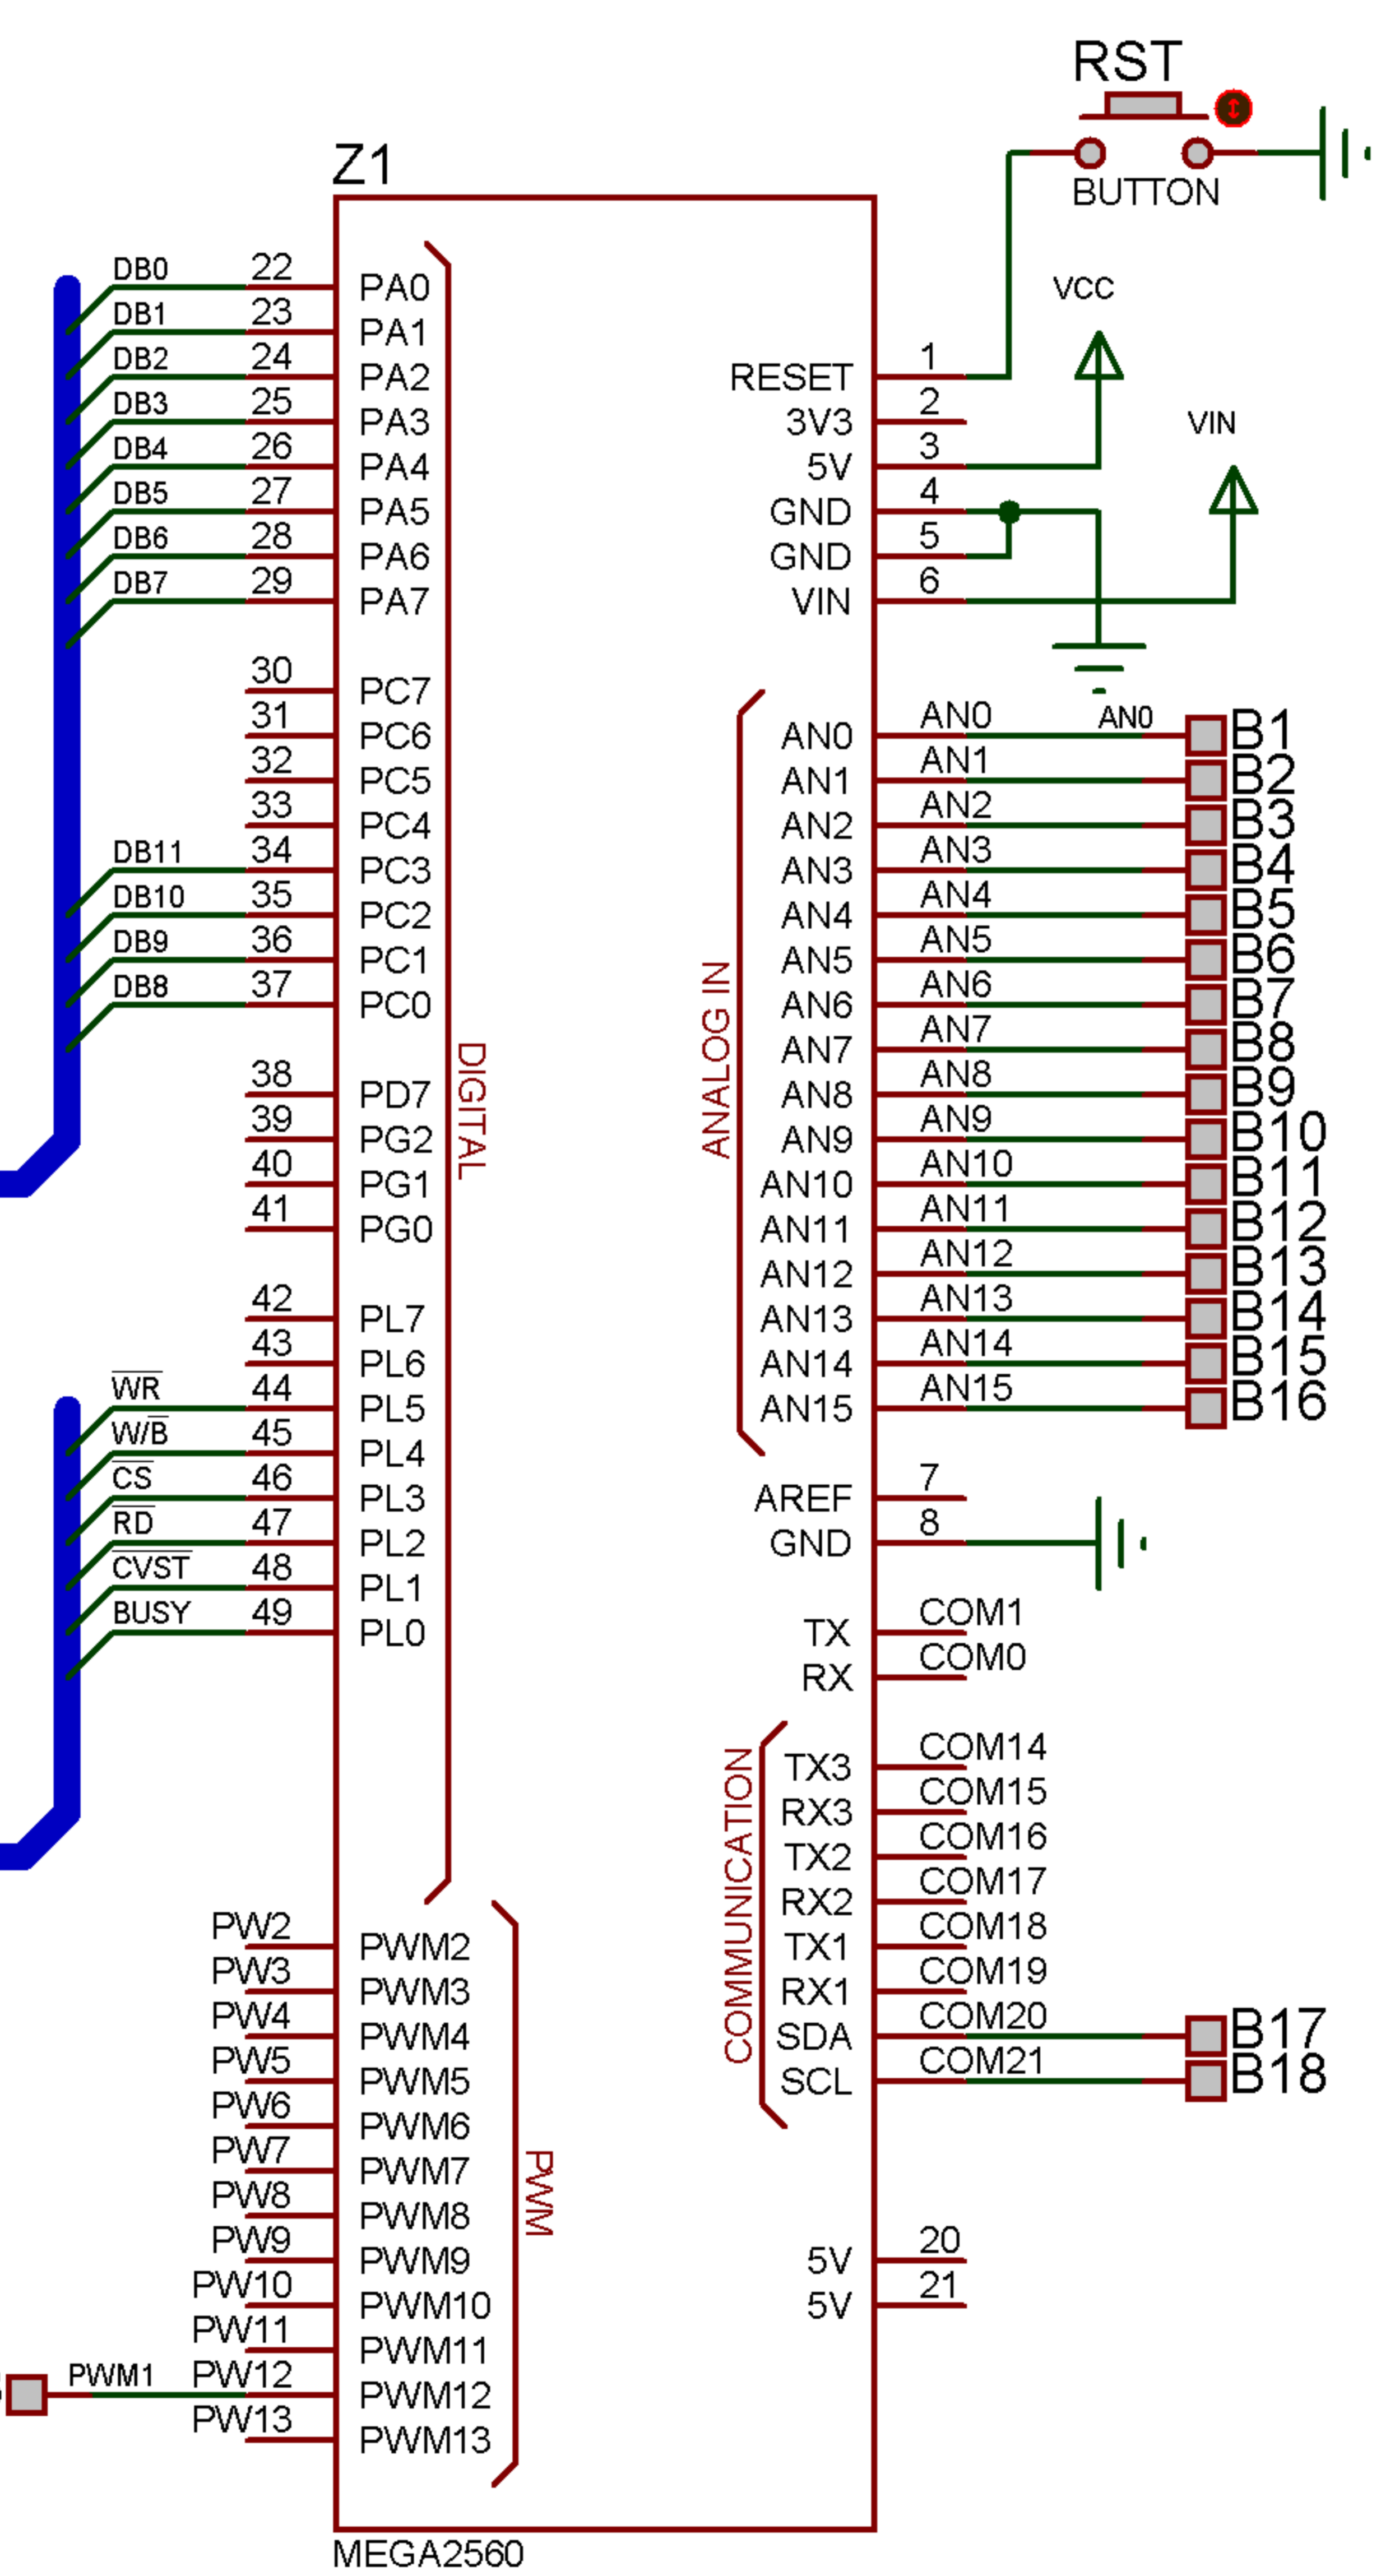 RST
BUTTON
Z1
DB0 22 PA0
DB1 23 PA1
DB2 24 PA2
DB3 25 PA3
DB4 26 PA4
DB5 27 PA5
DB6 28 PA6
DB7 29 PA7
30 PC7
31 PC6
32 PC5
33 PC4
DB11 34 PC3
DB10 35 PC2
DB9 36 PC1
DB8 37 PC0
38 PD7
39 PG2
40 PG1
41 PG0
42 PL7
43 PL6
WR 44 PL5
W/B 45 PL4
CS 46 PL3
RD 47 PL2
CVST 48 PL1
BUSY 49 PL0
DIGITAL
PW2 PWM2
PW3 PWM3
PW4 PWM4
PW5 PWM5
PW6 PWM6
PW7 PWM7
PW8 PWM8
PW9 PWM9
PW10 PWM10
PW11 PWM11
PWM1 PW12 PWM12
PW13 PWM13
PWM
VCC
VIN
RESET 1
3V3 2
5V 3
GND 4
GND 5
VIN 6
ANALOG IN
AN0 AN0 AN0 B1
AN1 AN1 B2
AN2 AN2 B3
AN3 AN3 B4
AN4 AN4 B5
AN5 AN5 B6
AN6 AN6 B7
AN7 AN7 B8
AN8 AN8 B9
AN9 AN9 B10
AN10 AN10 B11
AN11 AN11 B12
AN12 AN12 B13
AN13 AN13 B14
AN14 AN14 B15
AN15 AN15 B16
AREF 7
GND 8
TX COM1
RX COM0
COMMUNICATION
TX3 COM14
RX3 COM15
TX2 COM16
RX2 COM17
TX1 COM18
RX1 COM19
SDA COM20 B17
SCL COM21 B18
5V 20
5V 21
MEGA2560